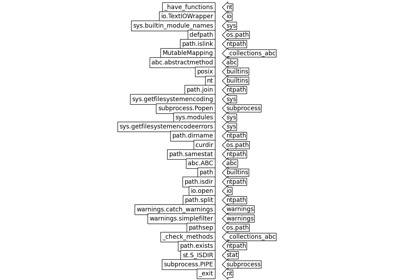 _have_functions nt
io.TextIOWrapper io
sys.builtin_module_names sys
defpath os.path
path.islink ntpath
MutableMapping _collections_abc
abc.abstractmethod abc
posix builtins
nt builtins
path.join ntpath
sys.getfilesystemencoding sys
subprocess.Popen subprocess
sys.modules sys
sys.getfilesystemencodeerrors sys
path.dirname ntpath
curdir os.path
path.samestat ntpath
abc.ABC abc
path builtins
path.isdir ntpath
io.open io
path.split ntpath
warnings.catch_warnings warnings
warnings.simplefilter warnings
pathsep os.path
_check_methods _collections_abc
path.exists ntpath
st.S_ISDIR stat
subprocess.PIPE subprocess
_exit nt